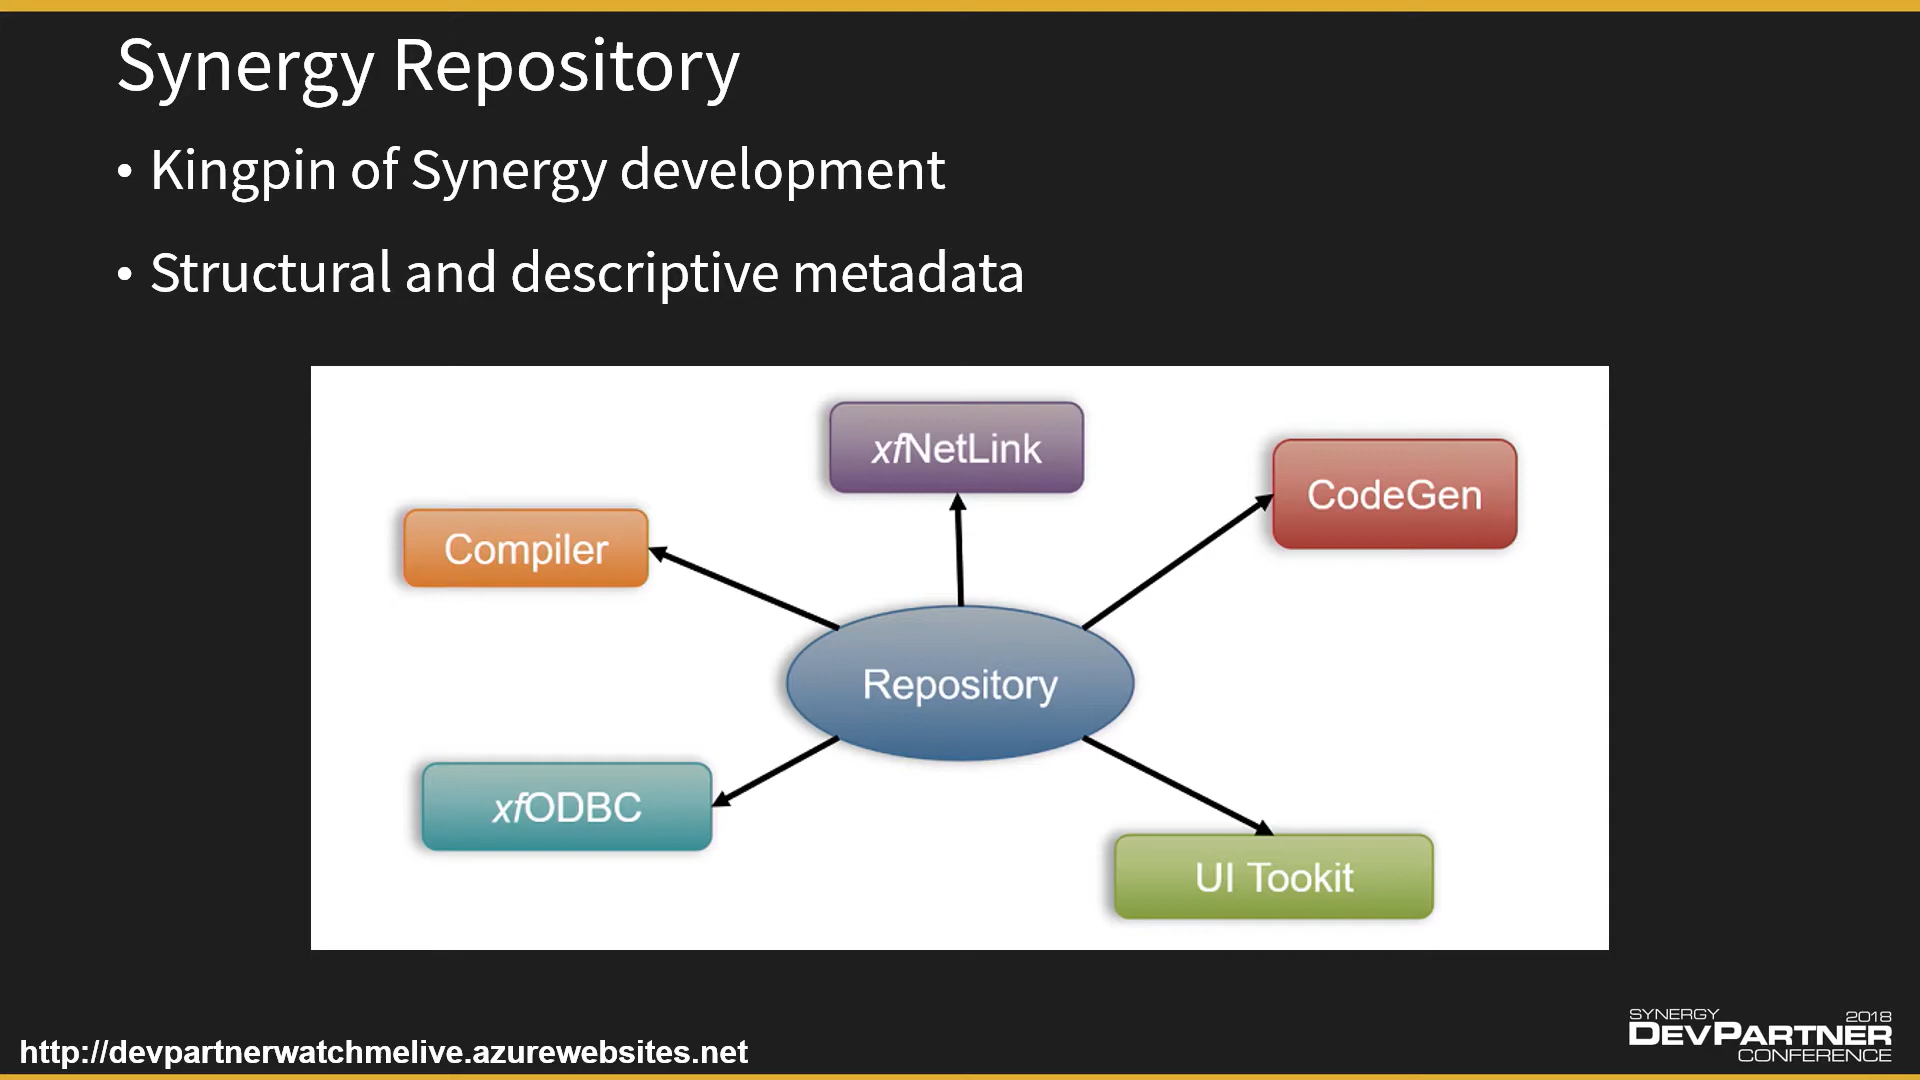 Synergy Repository
• Kingpin of Synergy development
• Structural and descriptive metadata
xfNetLink
CodeGen
Compiler
Repository
xfODBC
UI Tookit
http://devpartnerwatchmelive.azurewebsites.net
SYNERGY 2018
DEVPARTNER
CONFERENCE